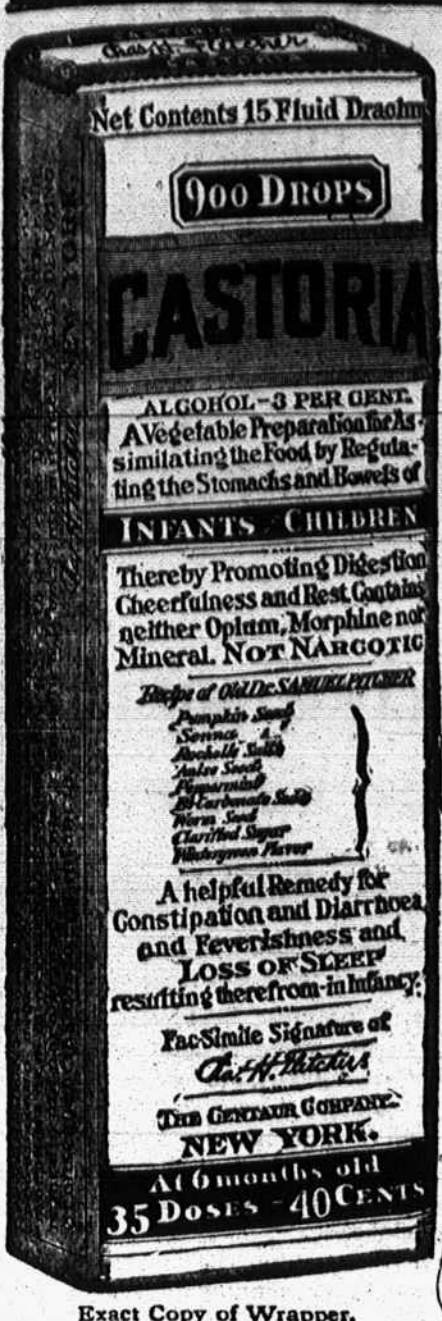 Chas H. Fletcher
Net Contents 15 Fluid Drachm
900 DROPS
CASTORIA
ALCOHOL-3 PER CENT.
A Vegetable Preparation for As-
similating the Food by Regula-
ting the Stomachs and Bowels of
INFANTS CHILDREN
Thereby Promoting Digestion
Cheerfulness and Rest. Contains
neither Opium, Morphine nor
Mineral. NOT NARCOTIC
Recipe of Old Dr. SAMUEL PITCHER
Pumpkin Seed
Senna
Rochelle Salts
Anise Seed
Peppermint
Bi-Carbonate Soda
Worm Seed
Clarified Sugar
Wintergreen Flavor
A helpful Remedy for
Constipation and Diarrhoea
and Feverishness and
LOSS OF SLEEP
resulting therefrom-in Infancy.
Fac-Simile Signature of
Chas. H. Fletcher
THE CENTAUR COMPANY.
NEW YORK.
At 6 months old
35 DOSES - 40 CENTS
Exact Copy of Wrapper.